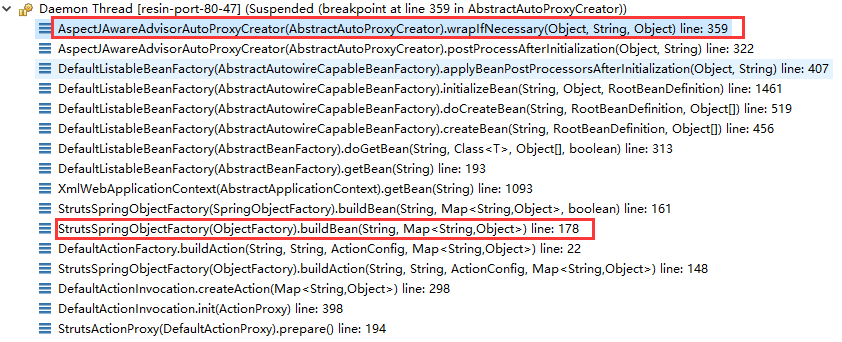 Daemon Thread [resin-port-80-47] (Suspended (breakpoint at line 359 in AbstractAutoProxyCreator))
AspectJAwareAdvisorAutoProxyCreator(AbstractAutoProxyCreator).wrapIfNecessary(Object, String, Object) line: 359
AspectJAwareAdvisorAutoProxyCreator(AbstractAutoProxyCreator).postProcessAfterInitialization(Object, String) line: 322
DefaultListableBeanFactory(AbstractAutowireCapableBeanFactory).applyBeanPostProcessorsAfterInitialization(Object, String) line: 407
DefaultListableBeanFactory(AbstractAutowireCapableBeanFactory).initializeBean(String, Object, RootBeanDefinition) line: 1461
DefaultListableBeanFactory(AbstractAutowireCapableBeanFactory).doCreateBean(String, RootBeanDefinition, Object[]) line: 519
DefaultListableBeanFactory(AbstractAutowireCapableBeanFactory).createBean(String, RootBeanDefinition, Object[]) line: 456
DefaultListableBeanFactory(AbstractBeanFactory).doGetBean(String, Class<T>, Object[], boolean) line: 313
DefaultListableBeanFactory(AbstractBeanFactory).getBean(String) line: 193
XmlWebApplicationContext(AbstractApplicationContext).getBean(String) line: 1093
StrutsSpringObjectFactory(SpringObjectFactory).buildBean(String, Map<String,Object>, boolean) line: 161
StrutsSpringObjectFactory(ObjectFactory).buildBean(String, Map<String,Object>) line: 178
DefaultActionFactory.buildAction(String, String, ActionConfig, Map<String,Object>) line: 22
StrutsSpringObjectFactory(ObjectFactory).buildAction(String, String, ActionConfig, Map<String,Object>) line: 148
DefaultActionInvocation.createAction(Map<String,Object>) line: 298
DefaultActionInvocation.init(ActionProxy) line: 398
StrutsActionProxy(DefaultActionProxy).prepare() line: 194